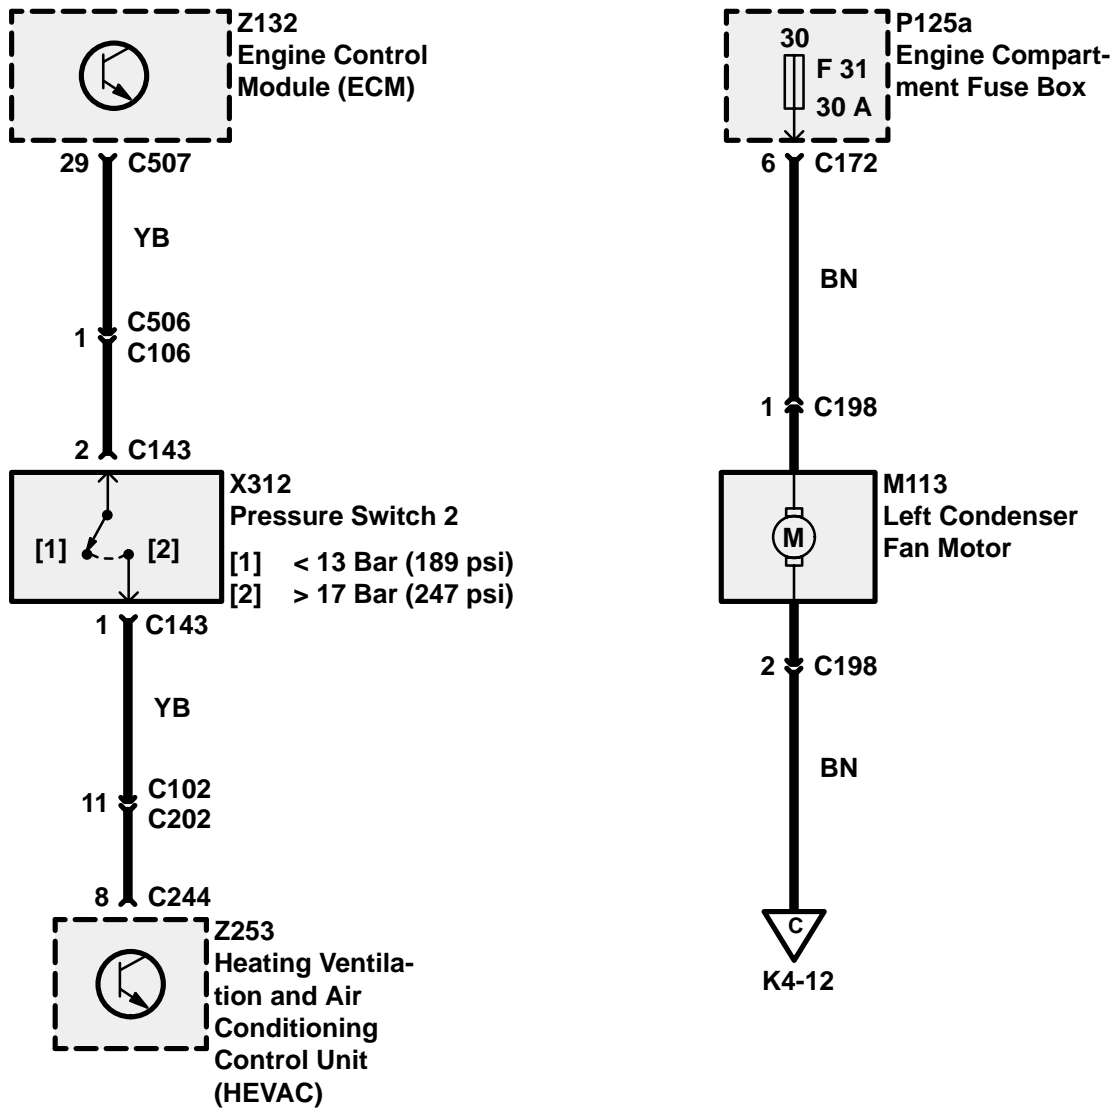 Z132
Engine Control
Module (ECM)
29 C507
YB
1 C506
C106
2 C143
X312
Pressure Switch 2
[1] [2]
[1] < 13 Bar (189 psi)
[2] > 17 Bar (247 psi)
1 C143
YB
11 C102
C202
8 C244
Z253
Heating Ventila-
tion and Air
Conditioning
Control Unit
(HEVAC)
P125a
Engine Compart-
ment Fuse Box
30
F 31
30 A
6 C172
BN
1 C198
M113
Left Condenser
Fan Motor
M
2 C198
BN
C
K4-12